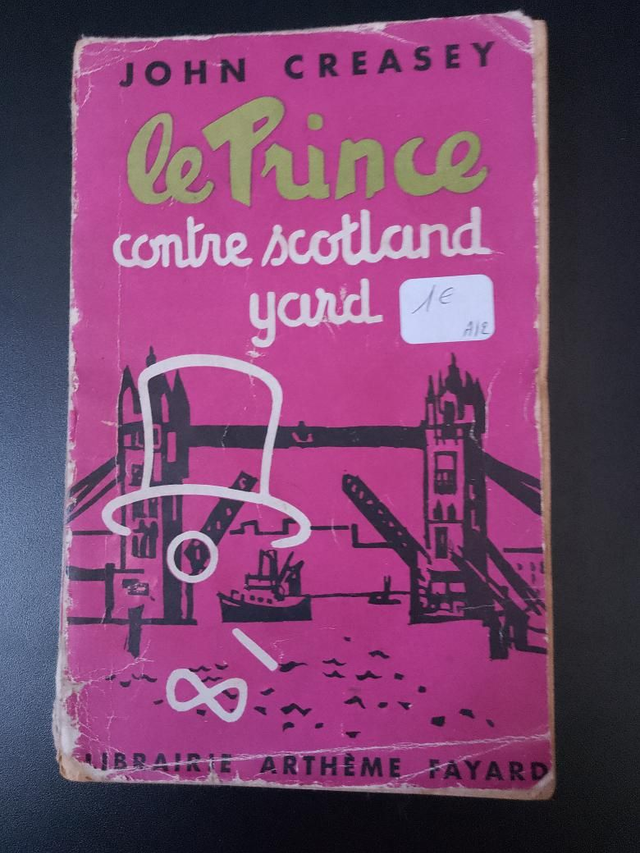 JOHN CREASEY
le Prince
contre scotland
yard
1€
A12
LIBRAIRIE ARTHÈME FAYARD